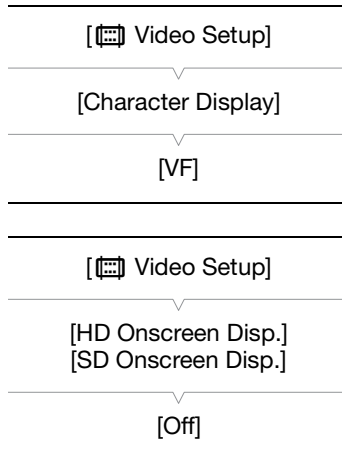 [ Video Setup]
[Character Display]
[VF]
[ Video Setup]
[HD Onscreen Disp.]
[SD Onscreen Disp.]
[Off]